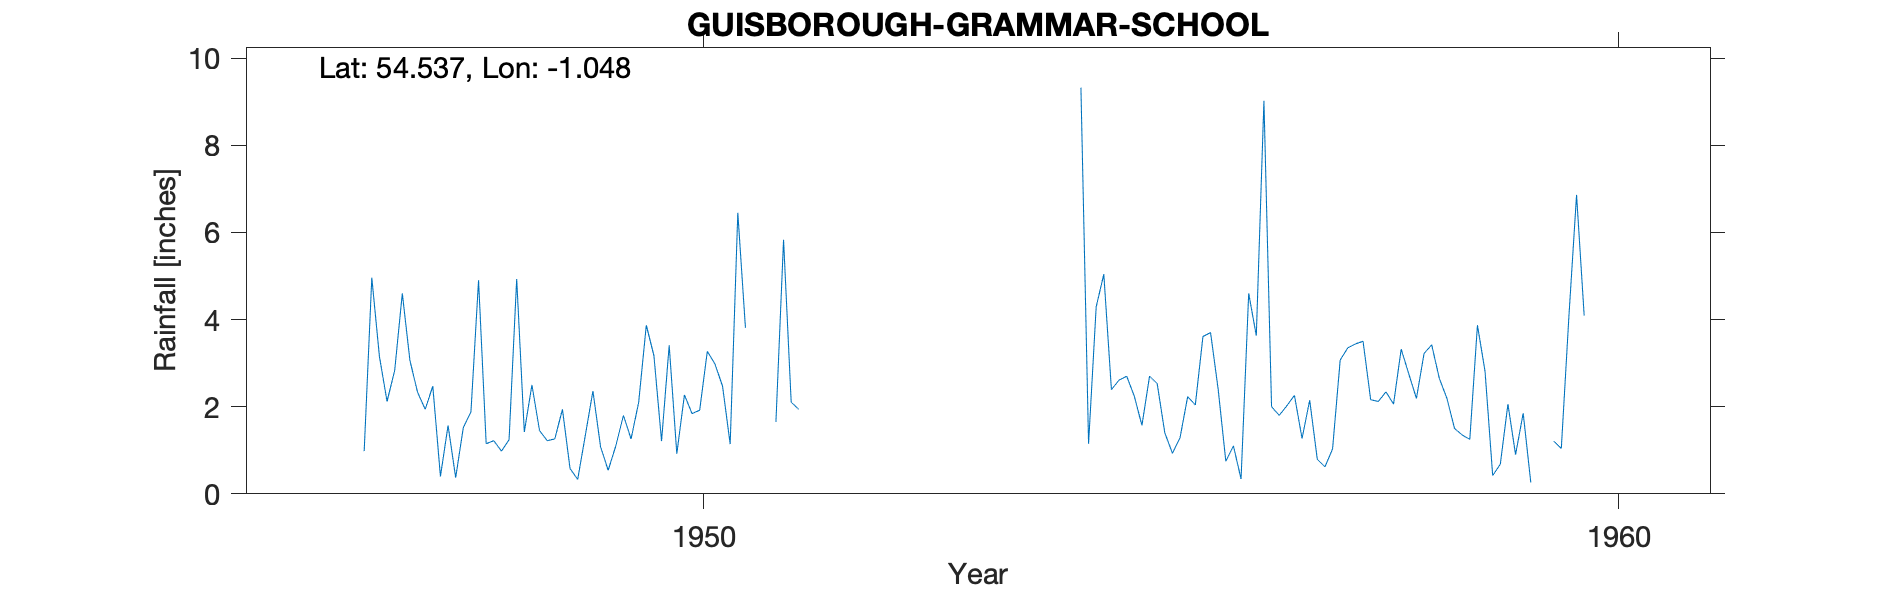 GUISBOROUGH-GRAMMAR-SCHOOL
Lat: 54.537, Lon: -1.048
10
8
6
4
2
0
Rainfall [inches]
1950
1960
Year